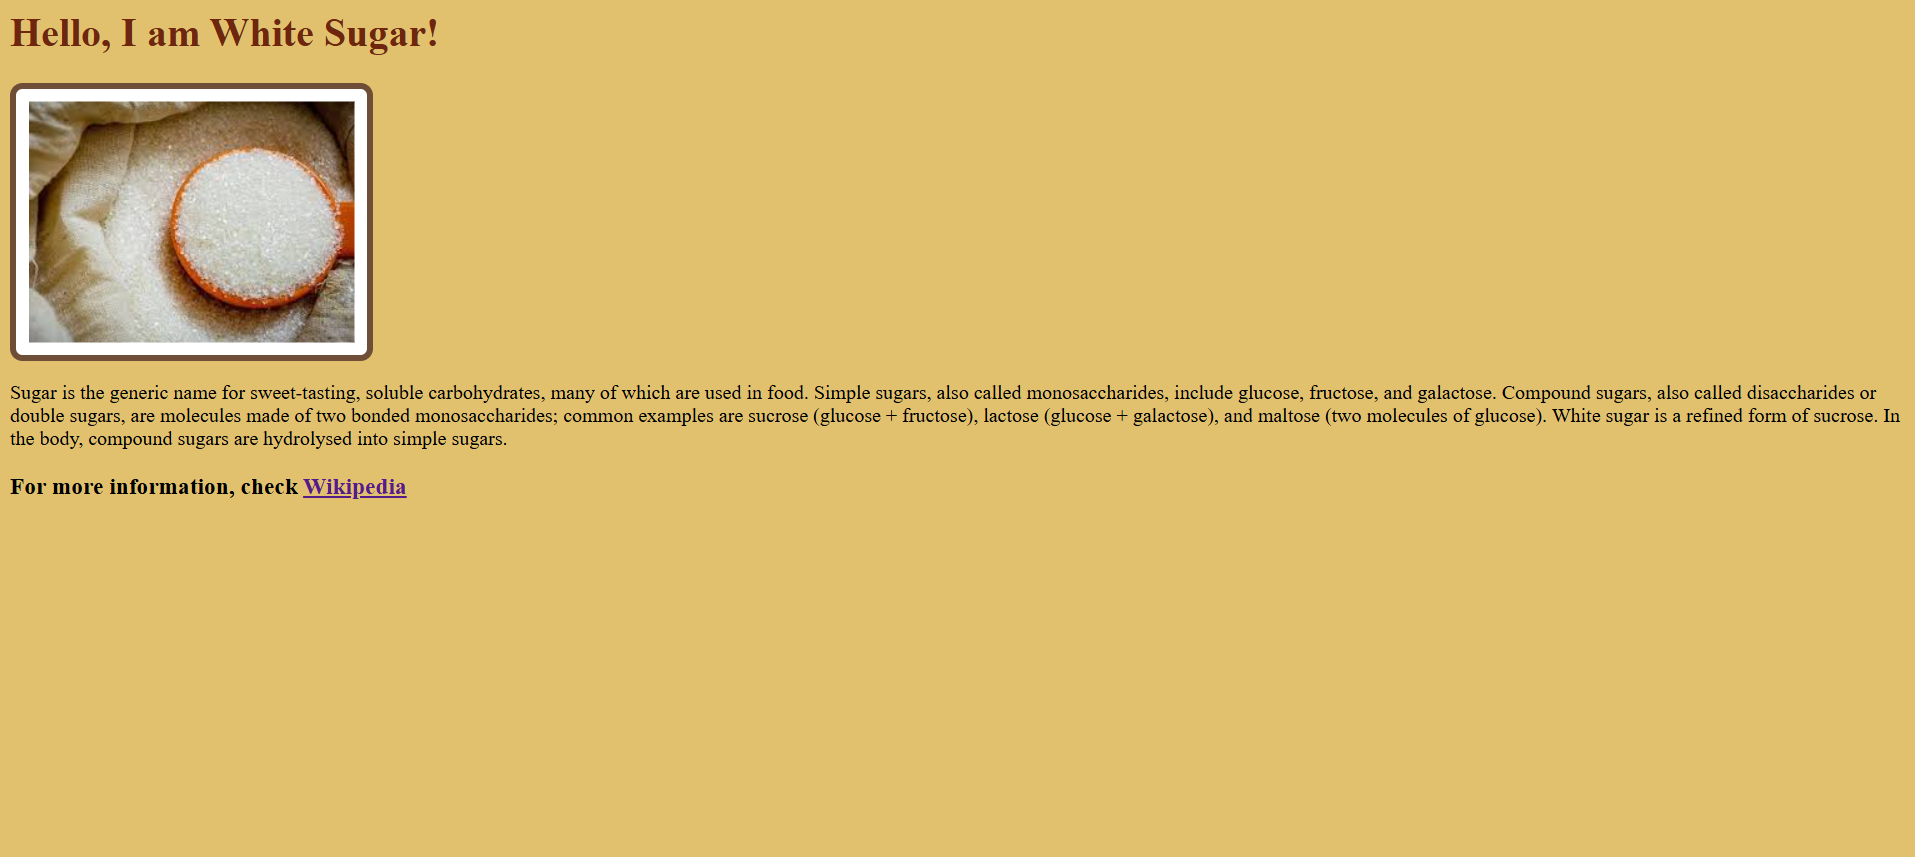 Hello, I am White Sugar!
Sugar is the generic name for sweet-tasting, soluble carbohydrates, many of which are used in food. Simple sugars, also called monosaccharides, include glucose, fructose, and galactose. Compound sugars, also called disaccharides or
double sugars, are molecules made of two bonded monosaccharides; common examples are sucrose (glucose + fructose), lactose (glucose + galactose), and maltose (two molecules of glucose). White sugar is a refined form of sucrose. In
the body, compound sugars are hydrolysed into simple sugars.
For more information, check Wikipedia